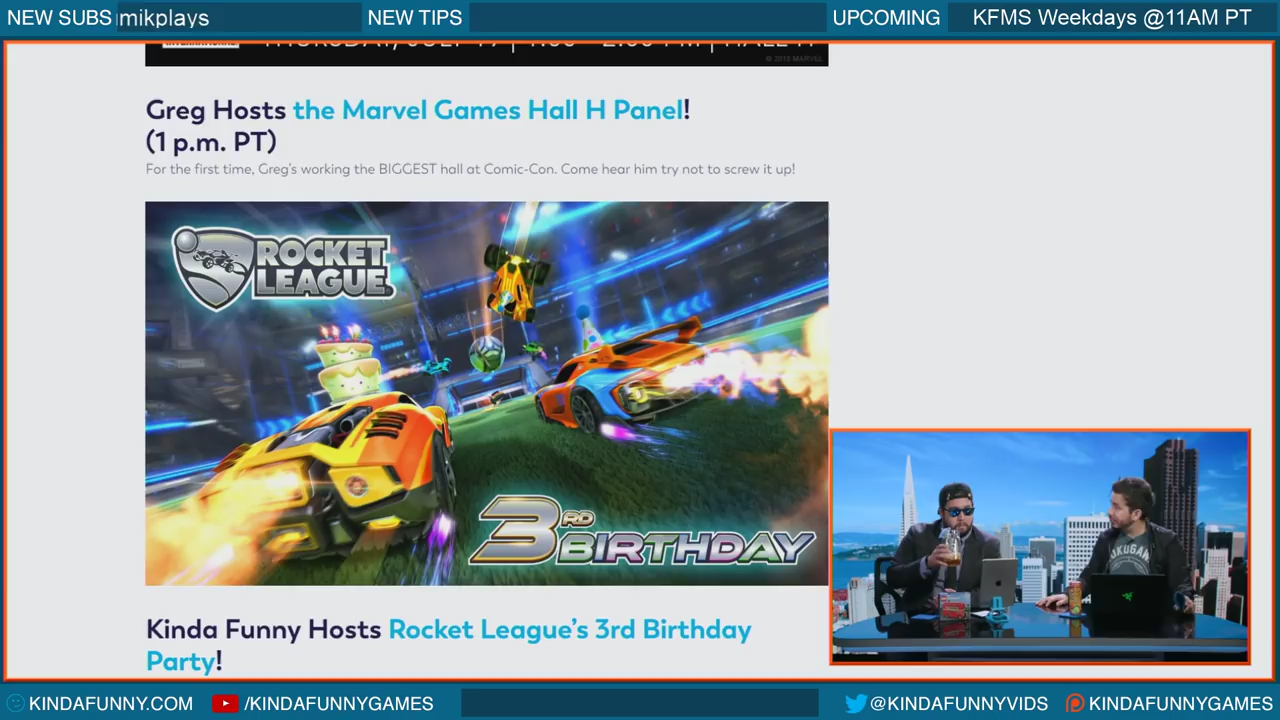 NEW SUBS mikplays
NEW TIPS
UPCOMING KFMS Weekdays @11AM PT
© 2018 MARVEL
Greg Hosts the Marvel Games Hall H Panel!
(1 p.m. PT)
For the first time, Greg's working the BIGGEST hall at Comic-Con. Come hear him try not to screw it up!
ROCKET
LEAGUE
3RD
BIRTHDAY
Kinda Funny Hosts Rocket League's 3rd Birthday
Party!
KINDAFUNNY.COM
/KINDAFUNNYGAMES
@KINDAFUNNYVIDS
KINDAFUNNYGAMES